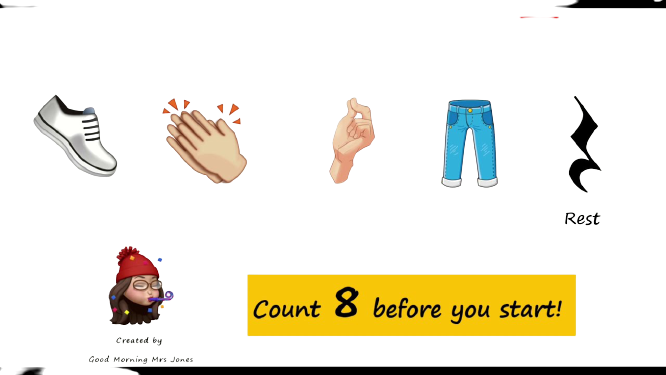 Rest
Count 8 before you start!
Created by
Good Morning Mrs Jones